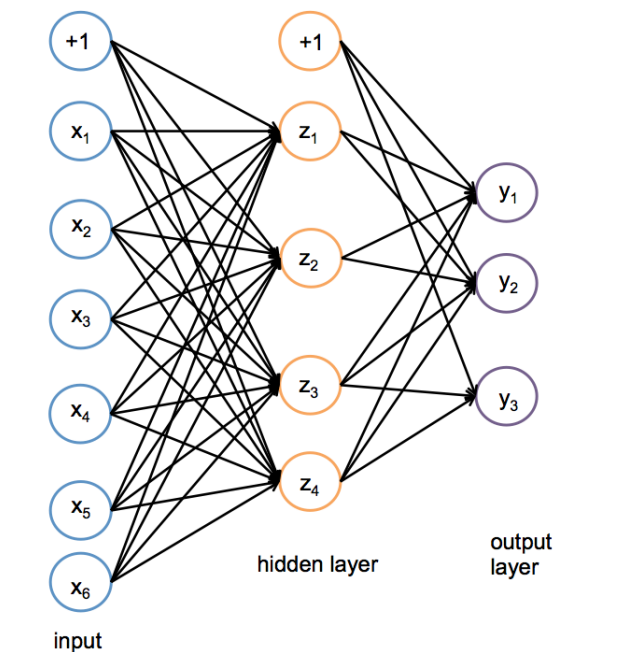 +1
x₁
x₂
x₃
x₄
x₅
x₆
input
+1
z₁
z₂
z₃
z₄
hidden layer
y₁
y₂
y₃
output
layer